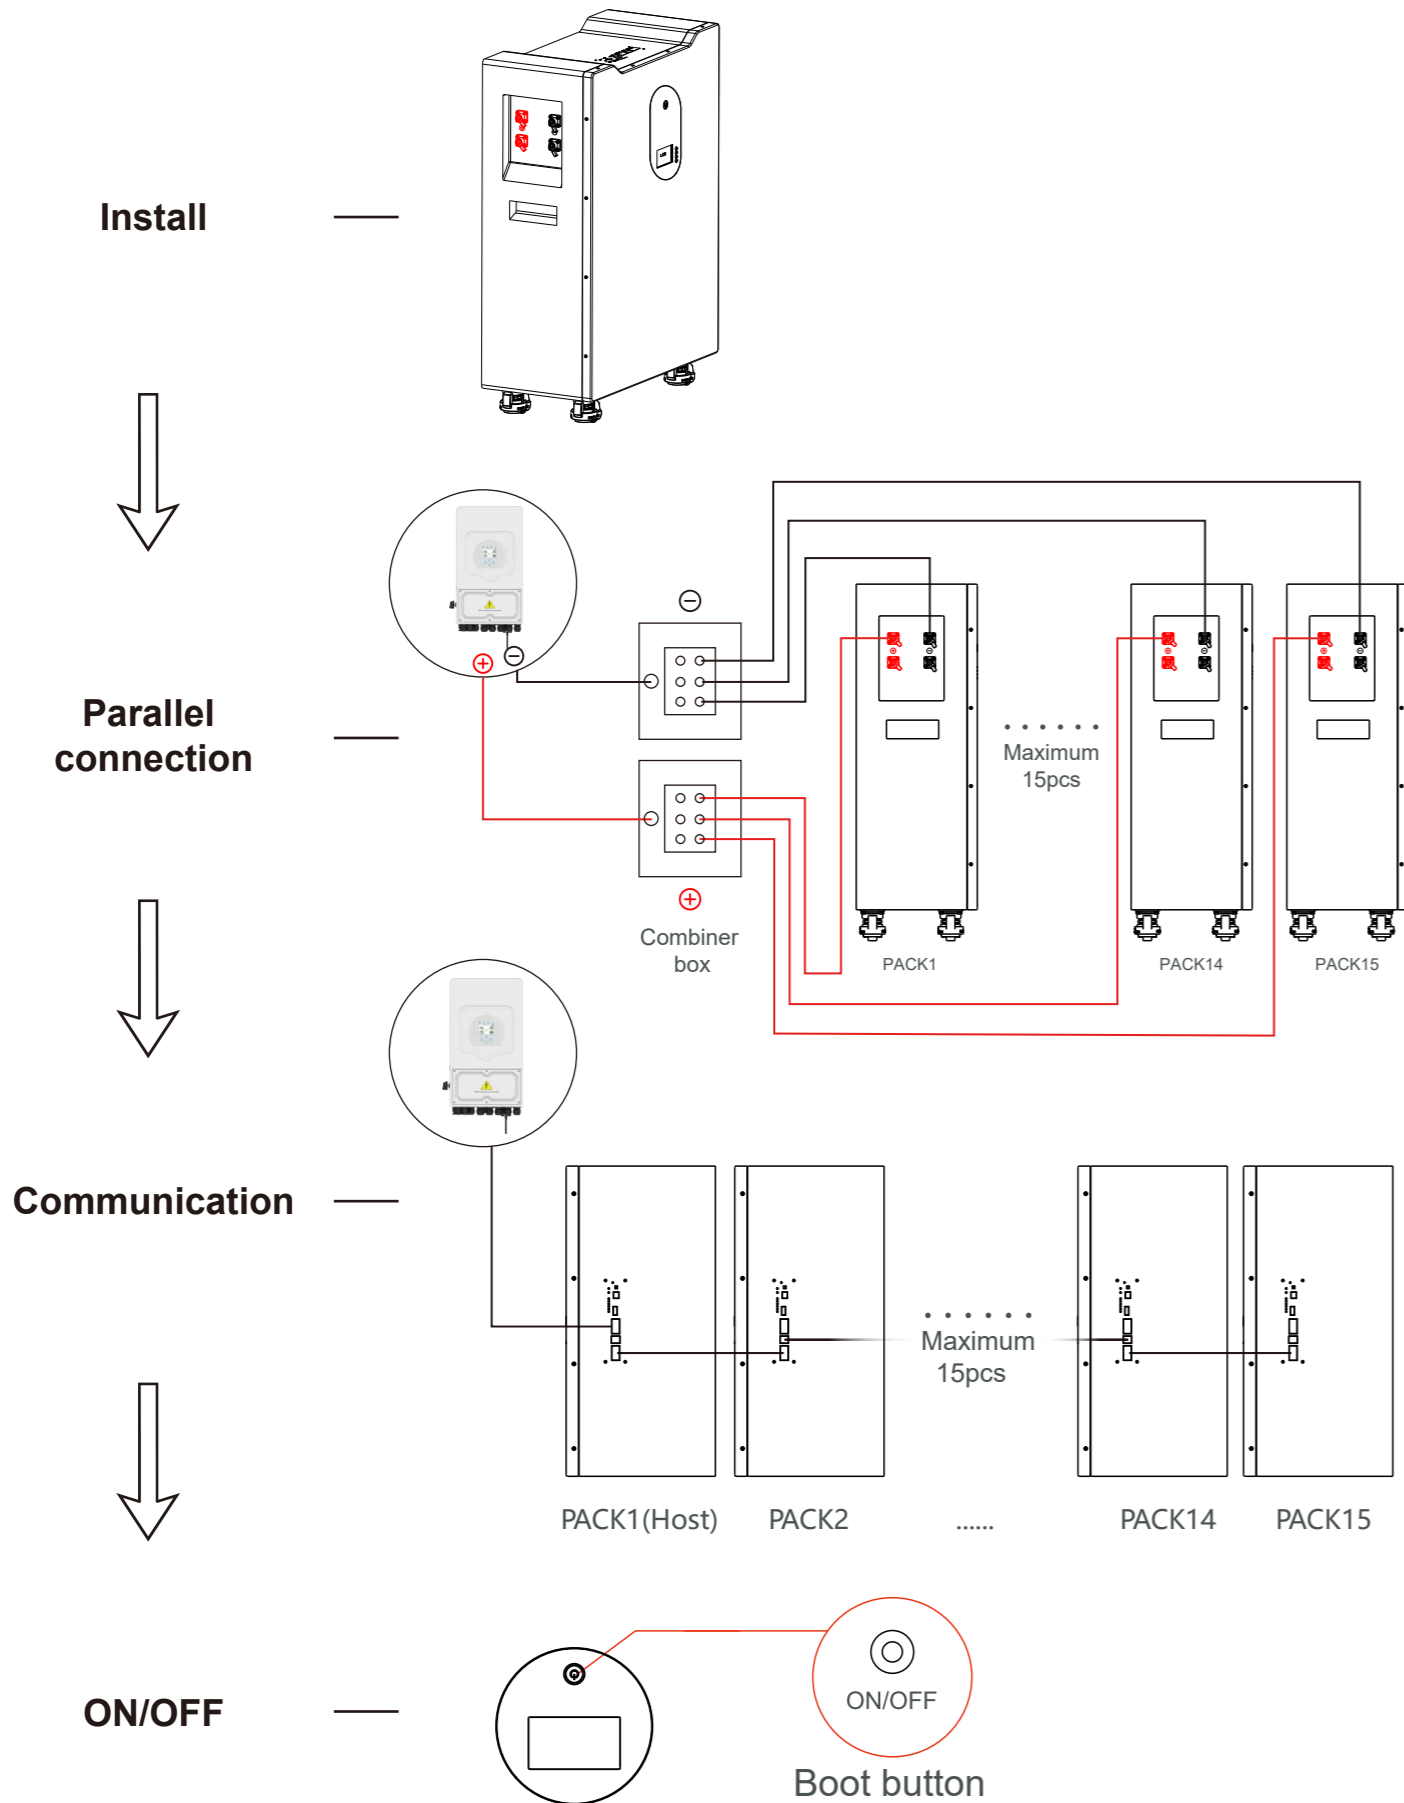 Install
Parallel
connection
Maximum
15pcs
Combiner
box
PACK1
PACK14
PACK15
Communication
Maximum
15pcs
PACK1(Host)
PACK2
......
PACK14
PACK15
ON/OFF
ON/OFF
Boot button